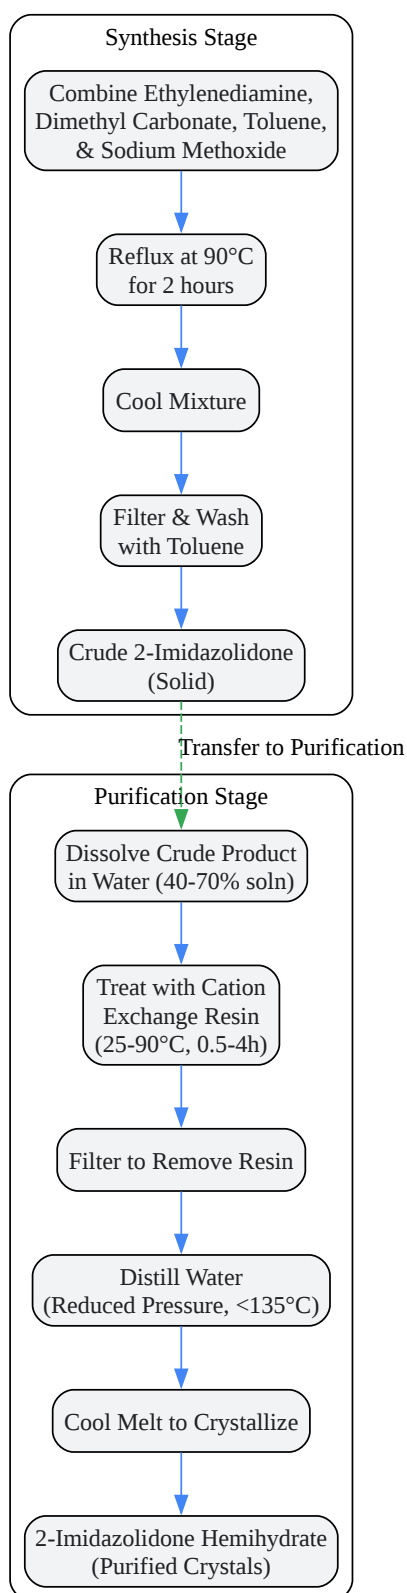 Synthesis Stage
Combine Ethylenediamine,
Dimethyl Carbonate, Toluene,
& Sodium Methoxide
Reflux at 90°C
for 2 hours
Cool Mixture
Filter & Wash
with Toluene
Crude 2-Imidazolidone
(Solid)
Transfer to Purification
Purification Stage
Dissolve Crude Product
in Water (40-70% soln)
Treat with Cation
Exchange Resin
(25-90°C, 0.5-4h)
Filter to Remove Resin
Distill Water
(Reduced Pressure, <135°C)
Cool Melt to Crystallize
2-Imidazolidone Hemihydrate
(Purified Crystals)